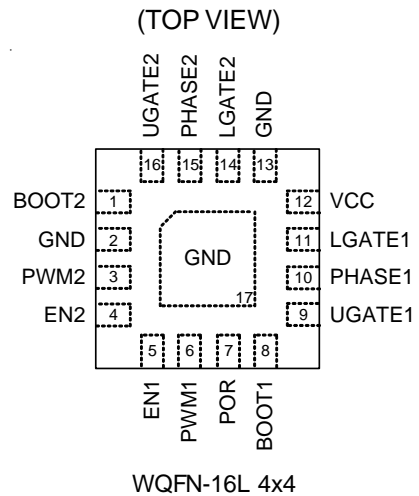 (TOP VIEW)
UGATE2
PHASE2
LGATE2
GND
16 15 14 13
BOOT2 1 12 VCC
GND 2 11 LGATE1
GND
PWM2 3 10 PHASE1
17
EN2 4 9 UGATE1
5 6 7 8
EN1
PWM1
POR
BOOT1
WQFN-16L 4x4